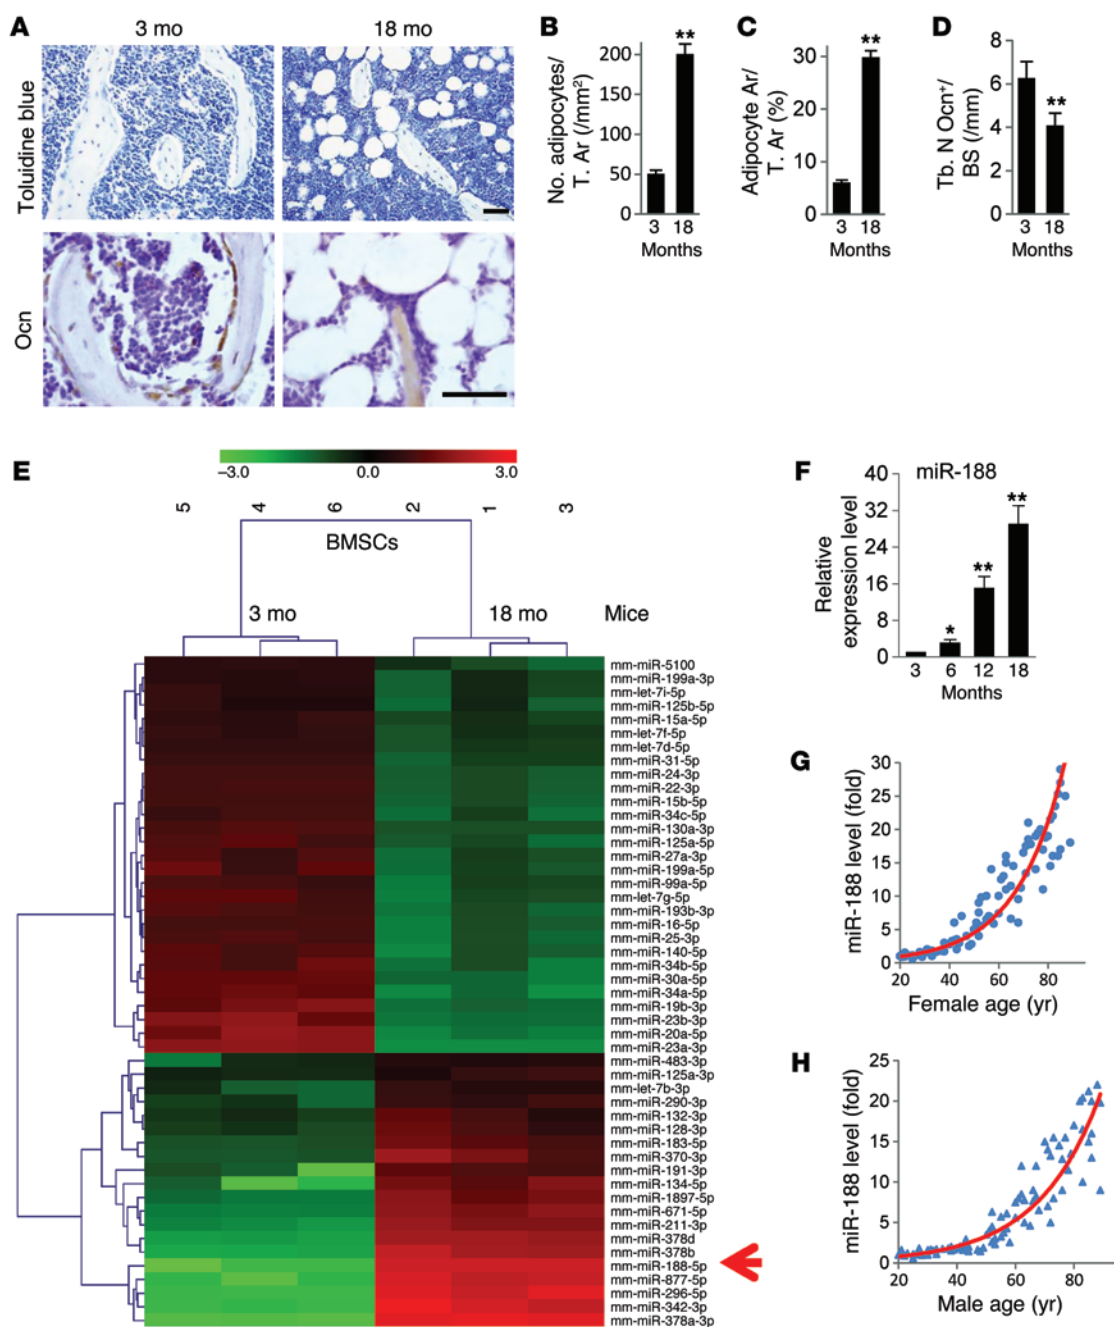 A
3 mo
18 mo
Toluidine blue
Ocn
B
No. adipocytes/
T. Ar (/mm²)
200
150
100
50
0
**
3 18
Months
C
Adipocyte Ar/
T. Ar (%)
30
20
10
0
**
3 18
Months
D
Tb. N Ocn⁺/
BS (/mm)
8
6
4
2
0
**
3 18
Months
E
–3.0 0.0 3.0
5 4 6 2 1 3
BMSCs
3 mo 18 mo Mice
mm-miR-5100
mm-miR-199a-3p
mm-let-7i-5p
mm-miR-125b-5p
mm-miR-15a-5p
mm-let-7f-5p
mm-let-7d-5p
mm-miR-31-5p
mm-miR-24-3p
mm-miR-22-3p
mm-miR-15b-5p
mm-miR-34c-5p
mm-miR-130a-3p
mm-miR-125a-5p
mm-miR-27a-3p
mm-miR-199a-5p
mm-miR-99a-5p
mm-let-7g-5p
mm-miR-193b-3p
mm-miR-16-5p
mm-miR-25-3p
mm-miR-140-5p
mm-miR-34b-5p
mm-miR-30a-5p
mm-miR-34a-5p
mm-miR-19b-3p
mm-miR-23b-3p
mm-miR-20a-5p
mm-miR-23a-3p
mm-miR-483-3p
mm-miR-125a-3p
mm-let-7b-3p
mm-miR-290-3p
mm-miR-132-3p
mm-miR-128-3p
mm-miR-183-5p
mm-miR-370-3p
mm-miR-191-3p
mm-miR-134-5p
mm-miR-1897-5p
mm-miR-671-5p
mm-miR-211-3p
mm-miR-378d
mm-miR-378b
mm-miR-188-5p
mm-miR-877-5p
mm-miR-296-5p
mm-miR-342-3p
mm-miR-378a-3p
F
miR-188
Relative
expression level
40
32
24
16
8
0
* ** **
3 6 12 18
Months
G
miR-188 level (fold)
30
25
20
15
10
5
0
20 40 60 80
Female age (yr)
H
miR-188 level (fold)
25
20
15
10
5
0
20 40 60 80
Male age (yr)